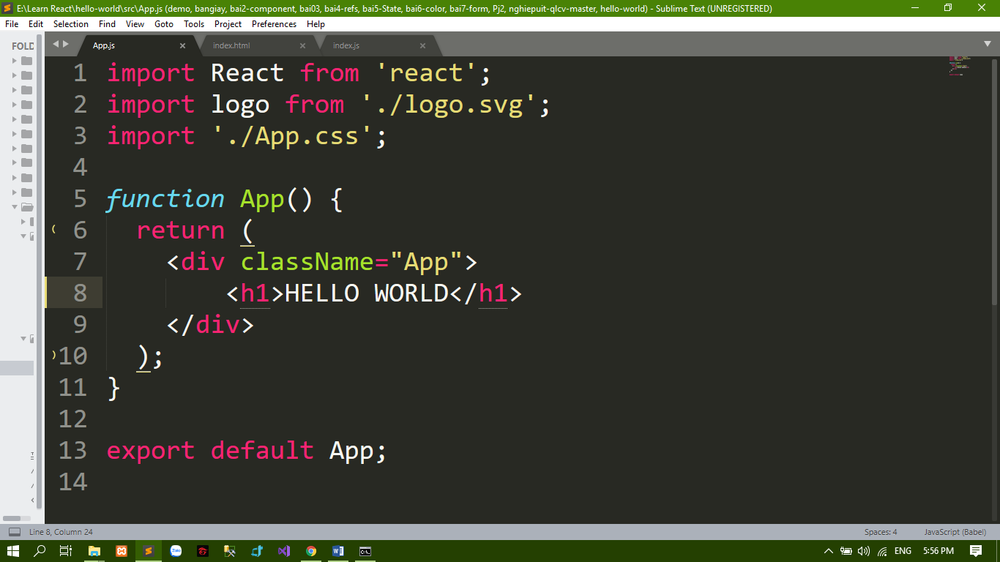 E:\Learn React\hello-world\src\App.js (demo, bangiay, bai2-component, bai03, bai4-refs, bai5-State, bai6-color, bai7-form, Pj2, nghiepuit-qlcv-master, hello-world) - Sublime Text (UNREGISTERED)
File Edit Selection Find View Goto Tools Project Preferences Help
FOLD
App.js index.html index.js
1 import React from 'react';
2 import logo from './logo.svg';
3 import './App.css';
4
5 function App() {
6 return (
7 <div className="App">
8 <h1>HELLO WORLD</h1>
9 </div>
10 );
11 }
12
13 export default App;
14
Line 8, Column 24 Spaces: 4 JavaScript (Babel)
Zalo ENG 5:56 PM